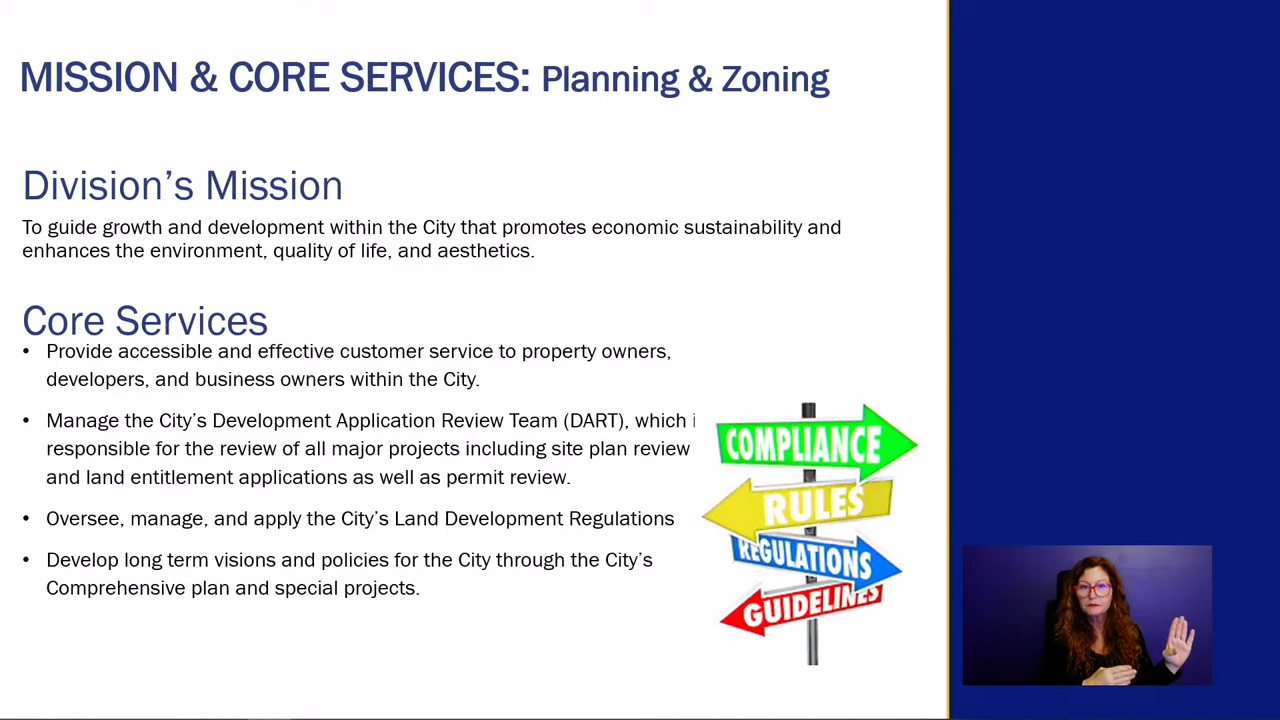 MISSION & CORE SERVICES: Planning & Zoning
Division’s Mission
To guide growth and development within the City that promotes economic sustainability and
enhances the environment, quality of life, and aesthetics.
Core Services
• Provide accessible and effective customer service to property owners,
developers, and business owners within the City.
• Manage the City’s Development Application Review Team (DART), which i
responsible for the review of all major projects including site plan review
and land entitlement applications as well as permit review.
• Oversee, manage, and apply the City’s Land Development Regulations
• Develop long term visions and policies for the City through the City’s
Comprehensive plan and special projects.
COMPLIANCE
RULES
REGULATIONS
GUIDELINES